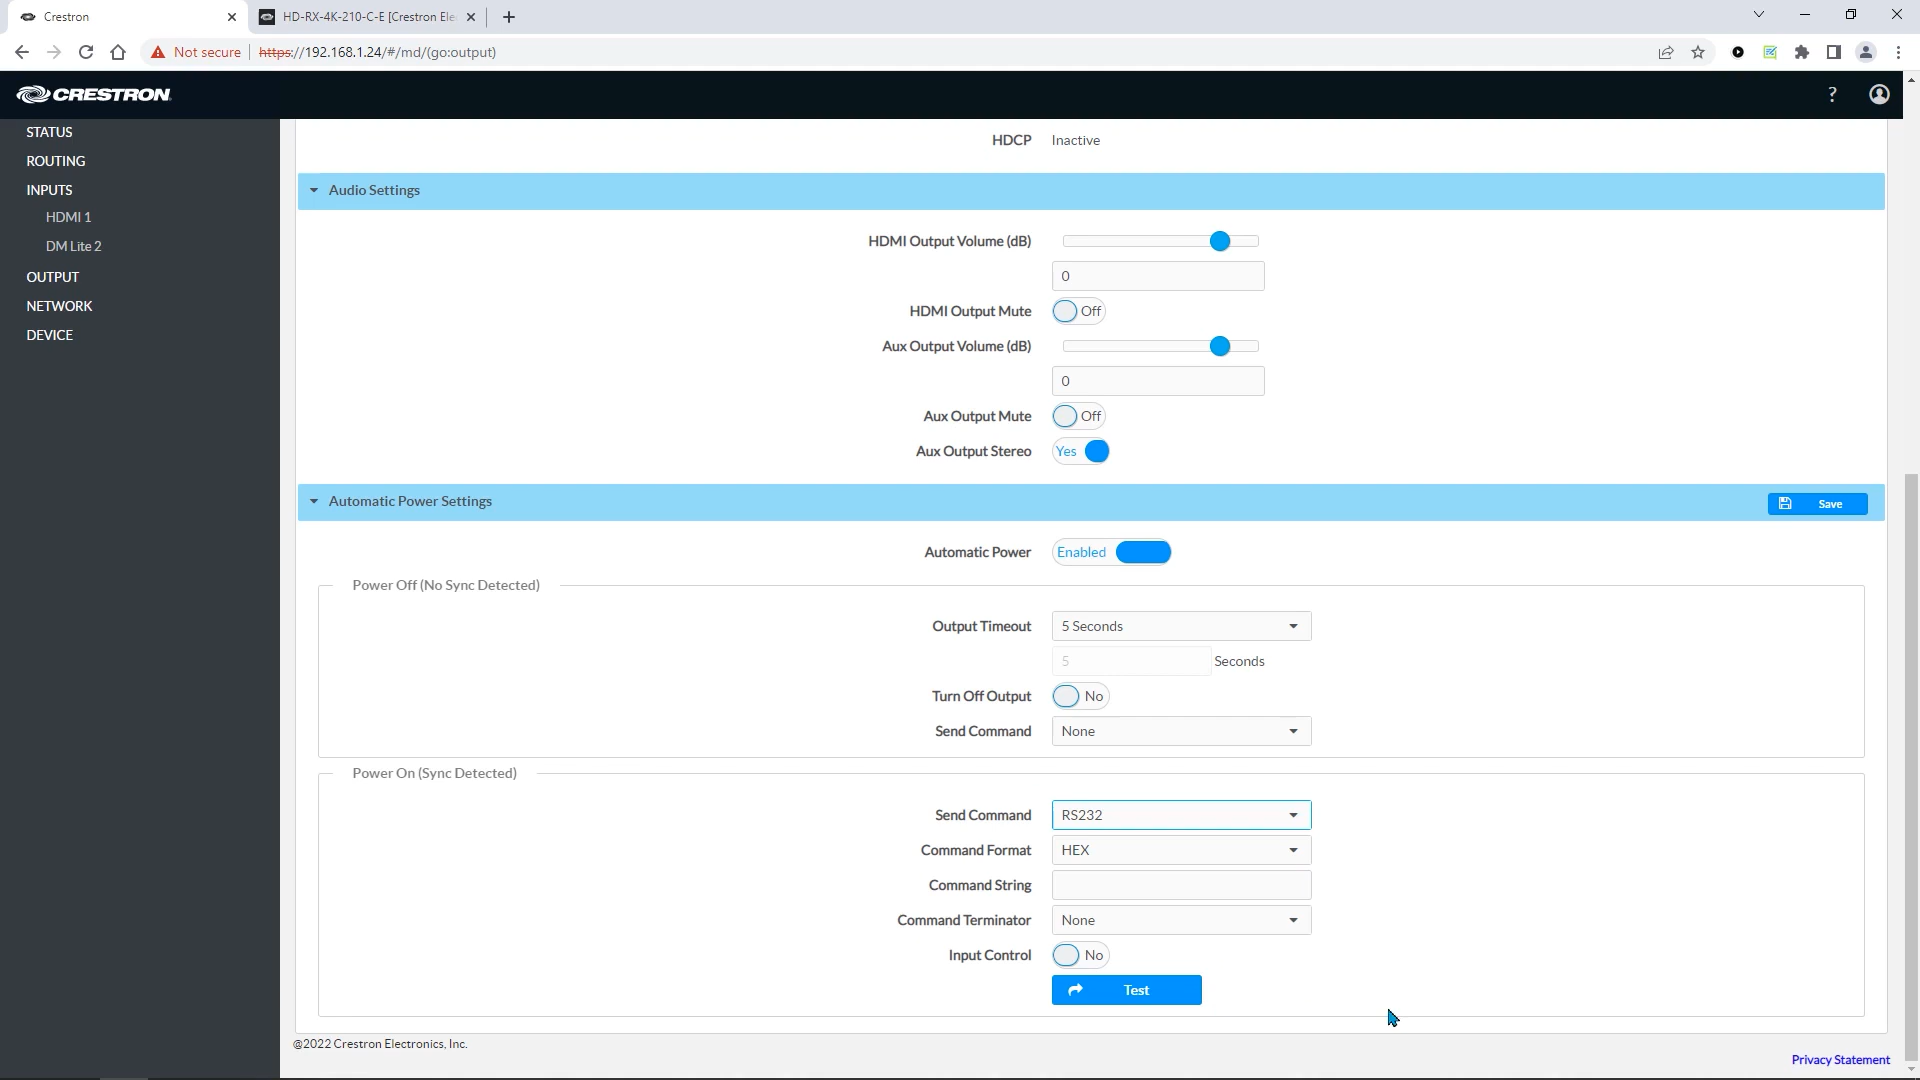 Crestron
HD-RX-4K-210-C-E [Crestron Ele
Not secure
https://192.168.1.24/#/md/(go:output)
CRESTRON
?
STATUS
ROUTING
INPUTS
HDMI 1
DM Lite 2
OUTPUT
NETWORK
DEVICE
HDCP Inactive
Audio Settings
HDMI Output Volume (dB)
0
HDMI Output Mute Off
Aux Output Volume (dB)
0
Aux Output Mute Off
Aux Output Stereo Yes
Automatic Power Settings
Save
Automatic Power Enabled
Power Off (No Sync Detected)
Output Timeout 5 Seconds
5 Seconds
Turn Off Output No
Send Command None
Power On (Sync Detected)
Send Command RS232
Command Format HEX
Command String
Command Terminator None
Input Control No
Test
@2022 Crestron Electronics, Inc.
Privacy Statement